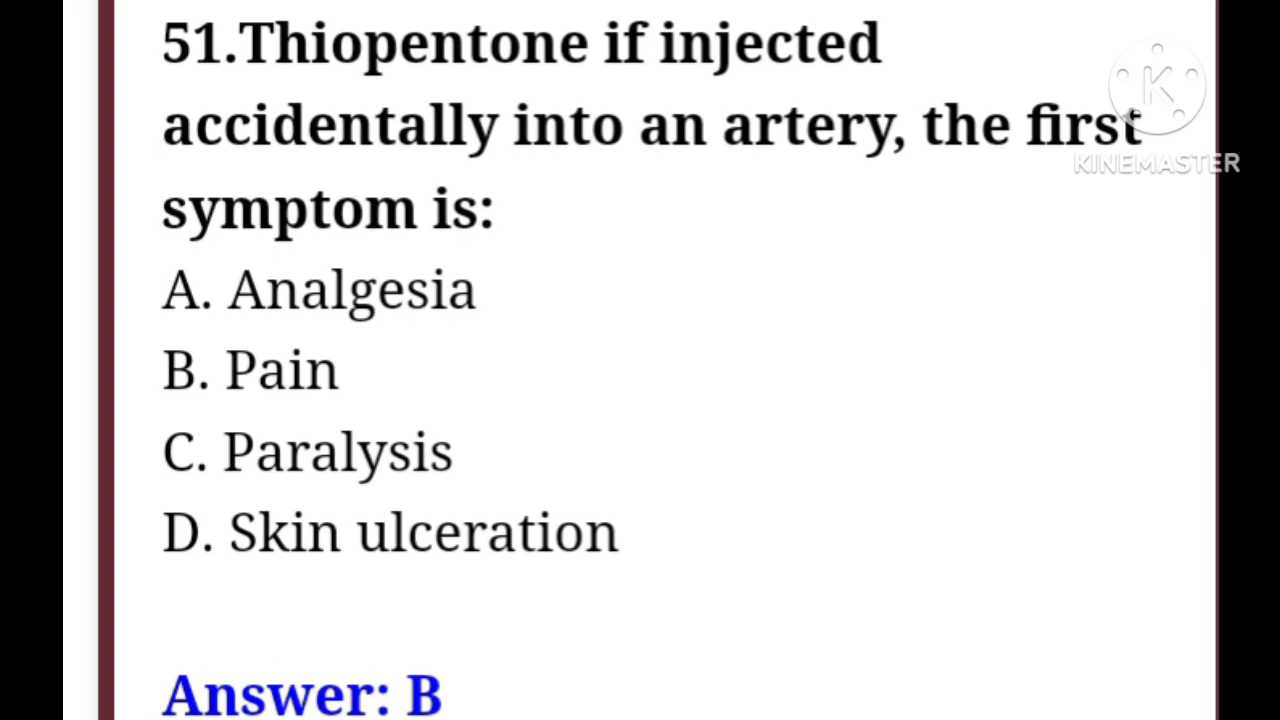 51.Thiopentone if injected
accidentally into an artery, the first
symptom is:
A. Analgesia
B. Pain
C. Paralysis
D. Skin ulceration
Answer: B
K
KINEMASTER